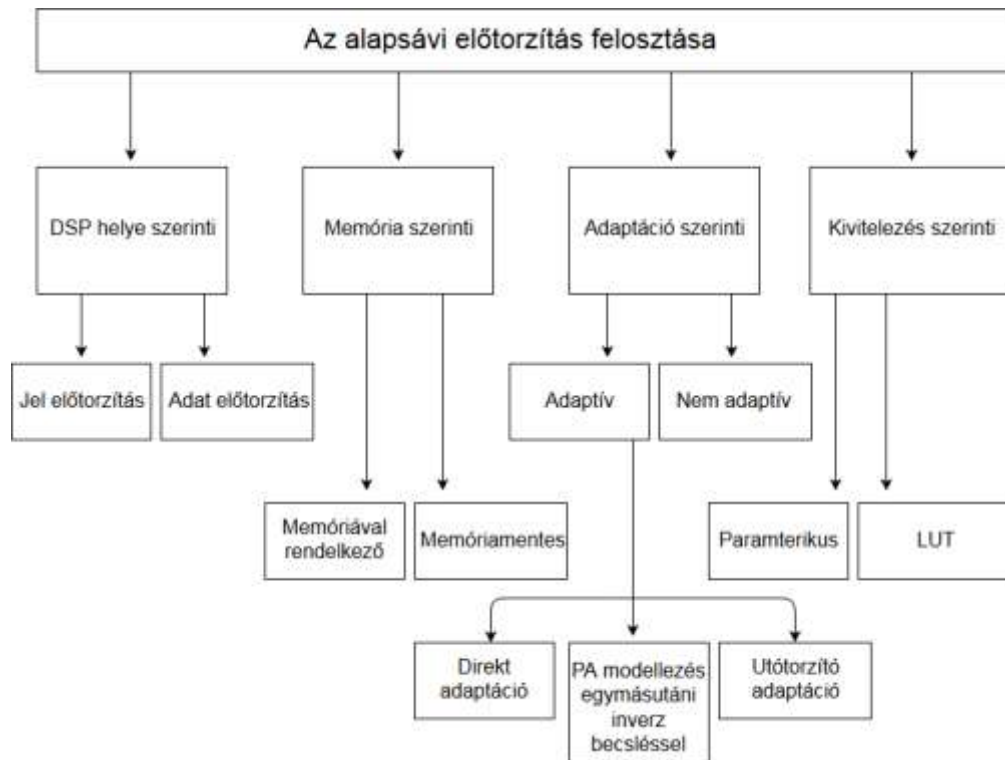 Az alapsávi előtorzítás felosztása
DSP helye szerinti
Memória szerinti
Adaptáció szerinti
Kivitelezés szerinti
Jel előtorzítás
Adat előtorzítás
Adaptív
Nem adaptív
Memóriával
rendelkező
Memóriamentes
Paramterikus
LUT
Direkt
adaptáció
PA modellezés
egymásutáni
inverz
becsléssel
Utótorzító
adaptáció